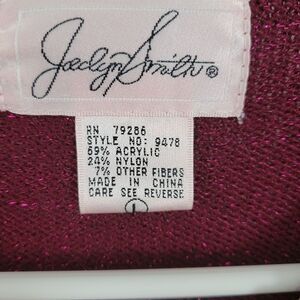 Jaclyn Smith®
RN 79286
STYLE NO: 9478
69% ACRYLIC
24% NYLON
7% OTHER FIBERS
MADE IN CHINA
CARE SEE REVERSE
L